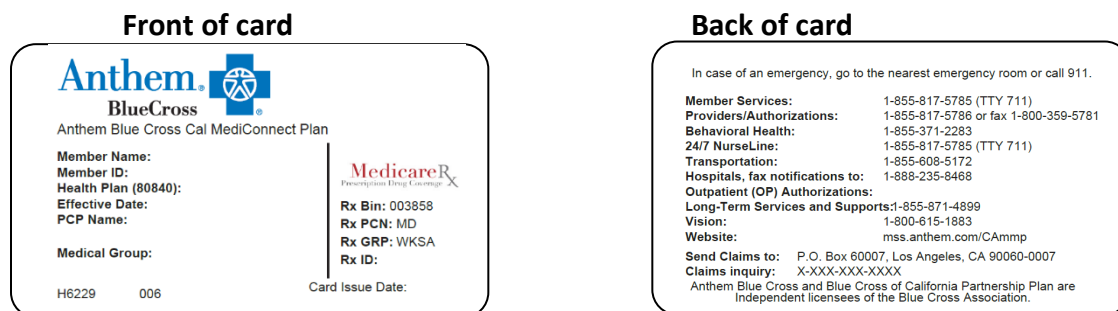 Front of card
Anthem.
BlueCross
Anthem Blue Cross Cal MediConnect Plan
Member Name:
Member ID:
Health Plan (80840):
Effective Date:
PCP Name:
Medical Group:
H6229 006
MedicareRx
Prescription Drug Coverage
Rx Bin: 003858
Rx PCN: MD
Rx GRP: WKSA
Rx ID:
Card Issue Date:
Back of card
In case of an emergency, go to the nearest emergency room or call 911.
Member Services: 1-855-817-5785 (TTY 711)
Providers/Authorizations: 1-855-817-5786 or fax 1-800-359-5781
Behavioral Health: 1-855-371-2283
24/7 NurseLine: 1-855-817-5785 (TTY 711)
Transportation: 1-855-608-5172
Hospitals, fax notifications to: 1-888-235-8468
Outpatient (OP) Authorizations:
Long-Term Services and Supports:1-855-871-4899
Vision: 1-800-615-1883
Website: mss.anthem.com/CAmmp
Send Claims to: P.O. Box 60007, Los Angeles, CA 90060-0007
Claims inquiry: X-XXX-XXX-XXXX
Anthem Blue Cross and Blue Cross of California Partnership Plan are
Independent licensees of the Blue Cross Association.